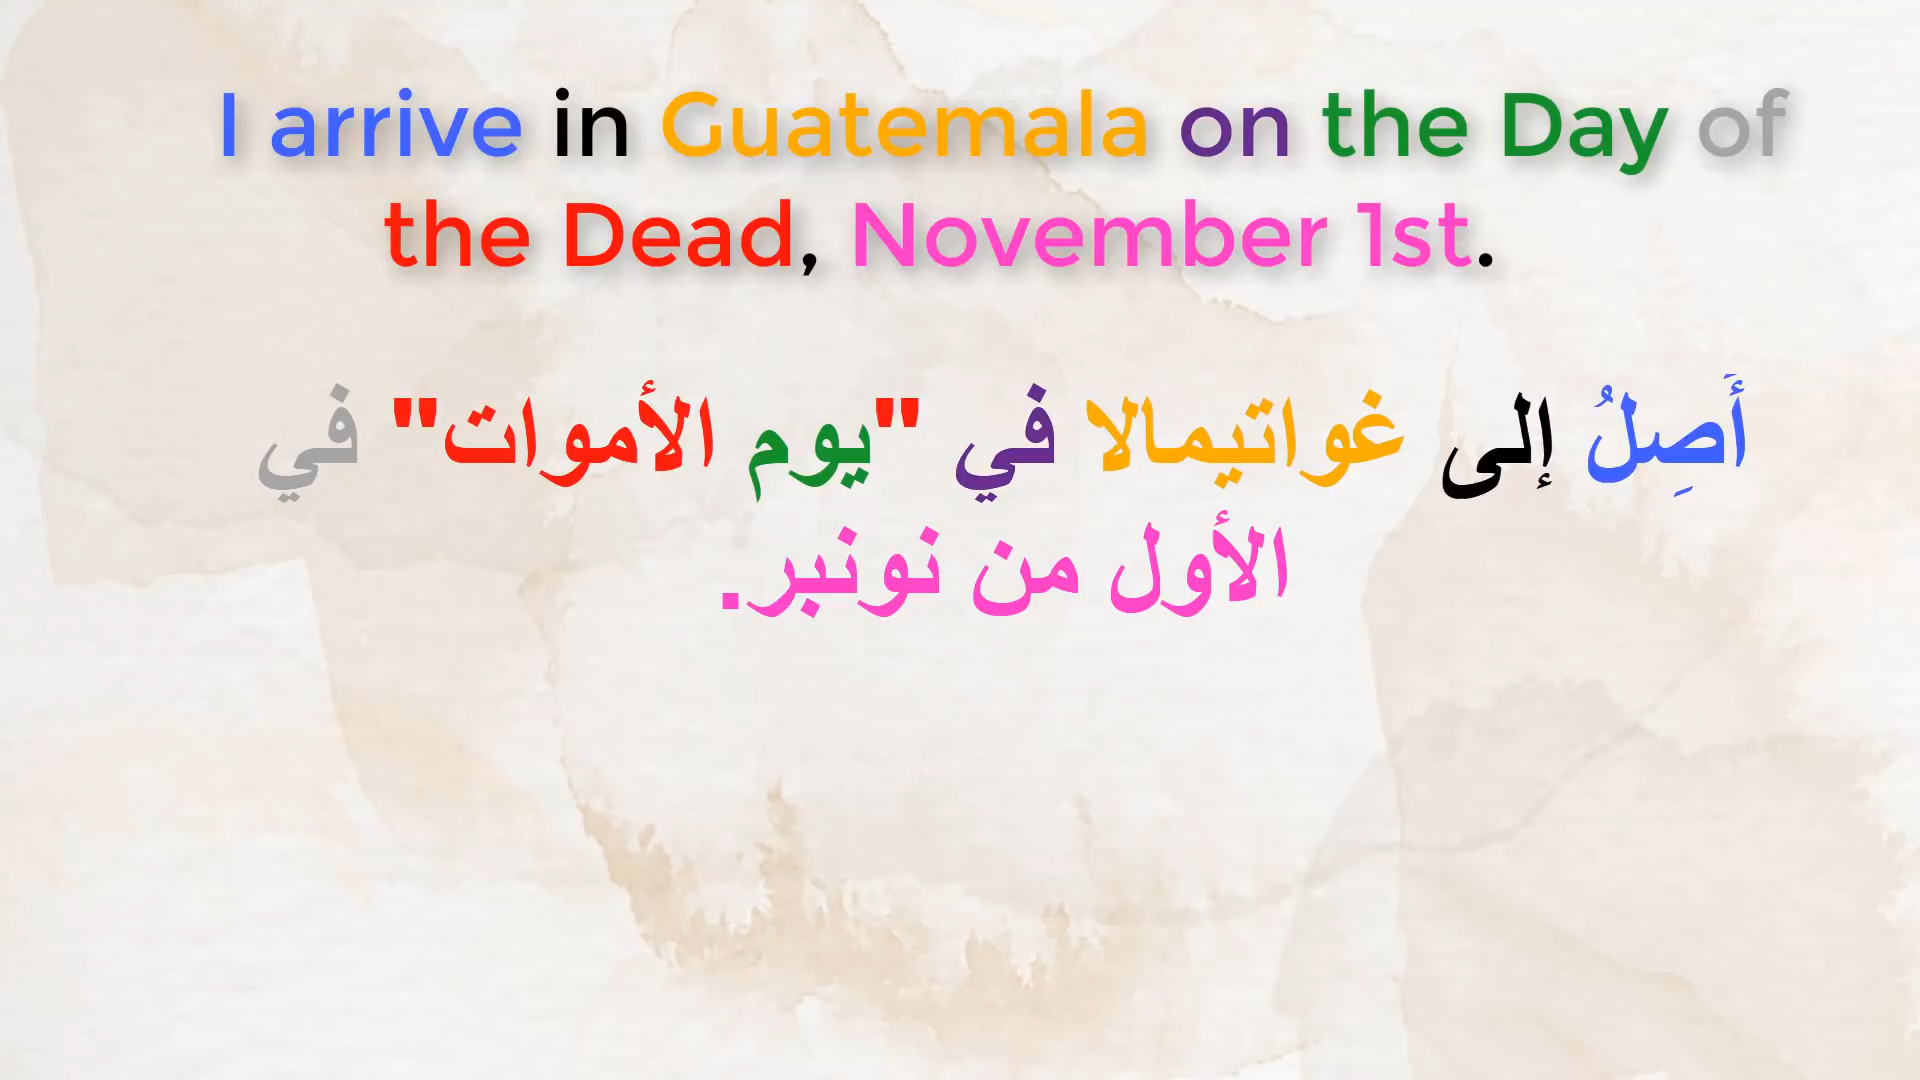 I arrive in Guatemala on the Day of
the Dead, November 1st.
أَصِلُ إلى غواتيمالا في "يوم الأموات" في
الأول من نونبر.